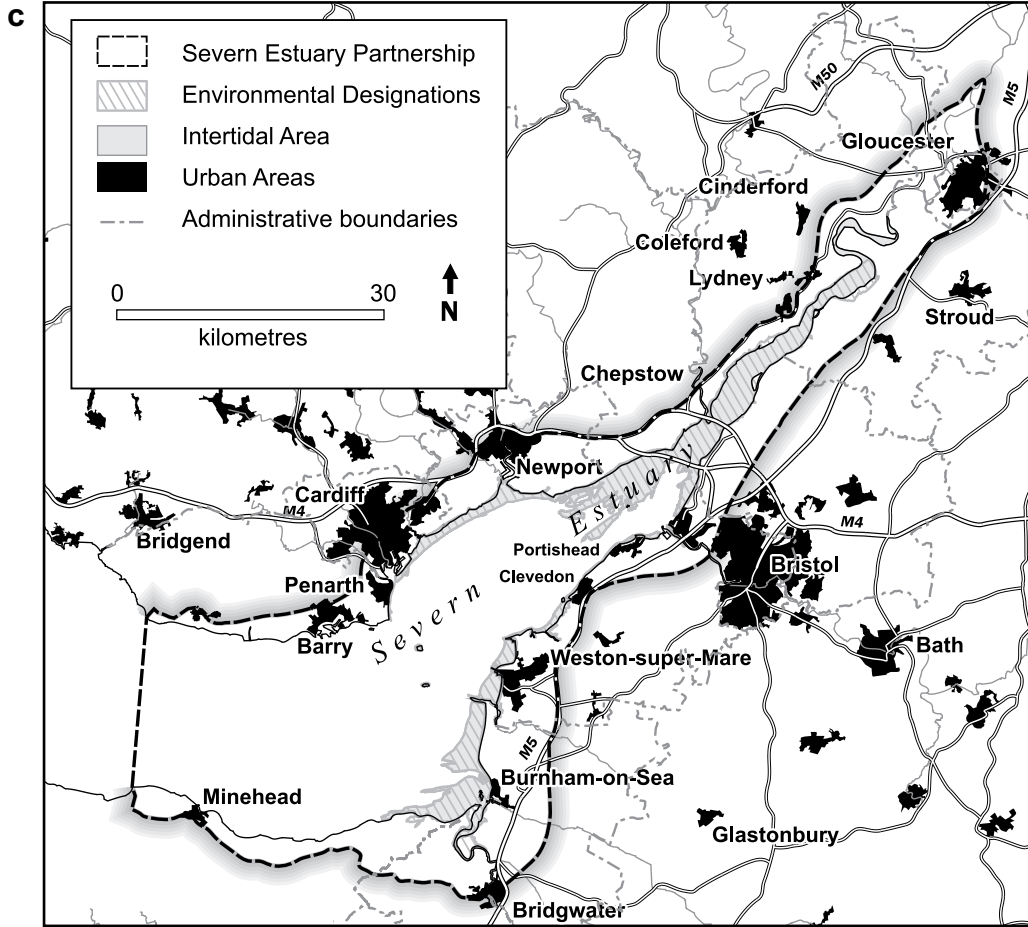 c
Severn Estuary Partnership
Environmental Designations
Intertidal Area
Urban Areas
Administrative boundaries
0 30
kilometres
N
M50
M5
Gloucester
Cinderford
Coleford
Lydney
Stroud
Chepstow
Newport
Cardiff
M4
Bridgend
Severn Estuary
Portishead
Clevedon
M4
Bristol
Penarth
Barry
Bath
Weston-super-Mare
M5
Burnham-on-Sea
Minehead
Glastonbury
Bridgwater